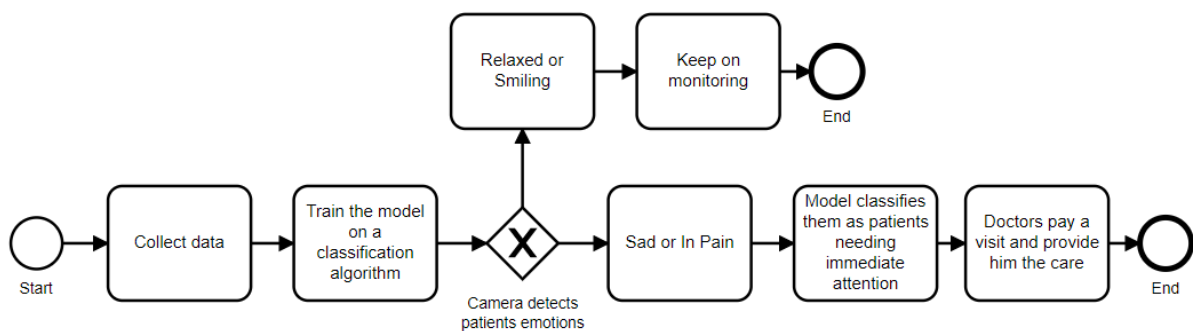 Relaxed or
Smiling
Keep on
monitoring
End
Start
Collect data
Train the model
on a
classification
algorithm
X
Camera detects
patients emotions
Sad or In Pain
Model classifies
them as patients
needing
immediate
attention
Doctors pay a
visit and provide
him the care
End